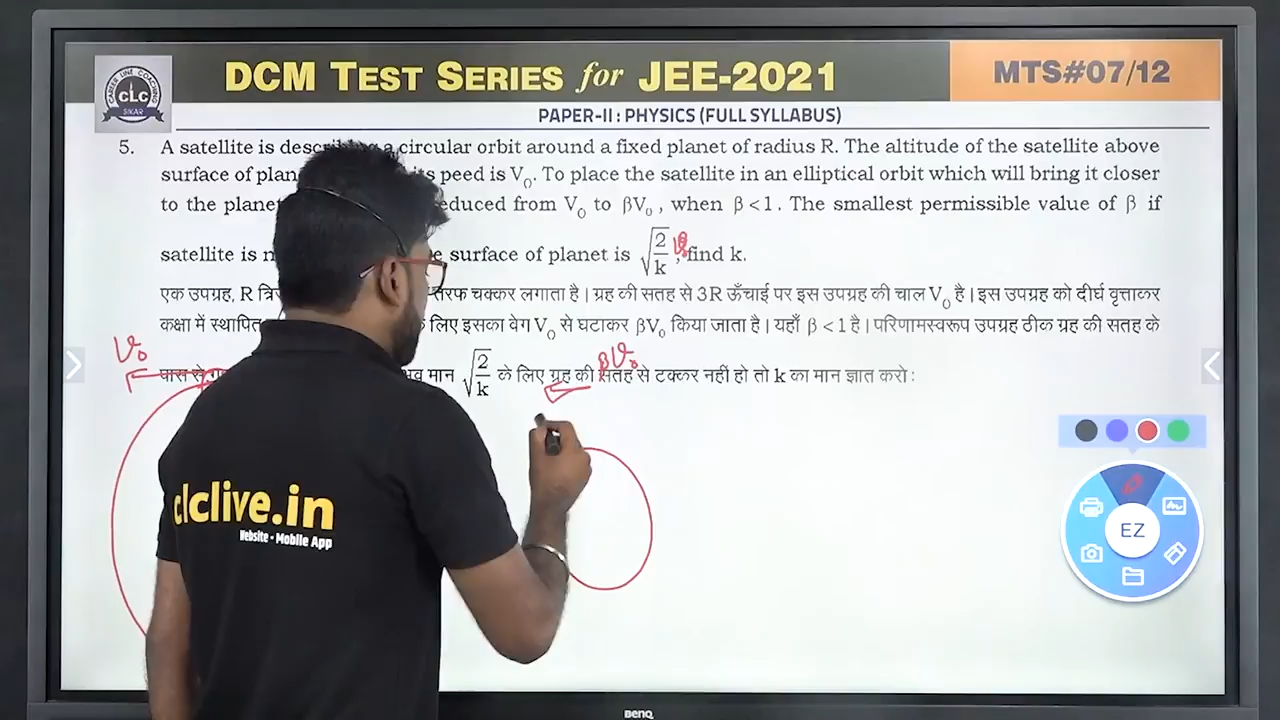 DCM TEST SERIES for JEE-2021
MTS#07/12
CAREER LINE COACHING
CLC
SIKAR
PAPER-II : PHYSICS (FULL SYLLABUS)
5. A satellite is a circular orbit around a fixed planet of radius R. The altitude of the satellite above
surface of its peed is V₀. To place the satellite in an elliptical orbit which will bring it closer
to the from V₀ to βV₀, when β<1. The smallest permissible value of β if
satellite is surface of planet is √(2/k), find k.
एक उपग्रह, R तरफ चक्कर लगाता है। ग्रह की सतह से 3R ऊँचाई पर इस उपग्रह की चाल V₀ है। इस उपग्रह को दीर्घ वृत्ताकार
कक्षा में लिए इसका वेग V₀ से घटाकर βV₀ किया जाता है। यहाँ β<1 है। परिणामस्वरूप उपग्रह ठीक ग्रह की सतह के
पास से मान √(2/k) के लिए ग्रह की सतह से टक्कर नहीं हो तो k का मान ज्ञात करो :
V₀
βV₀
clclive.in
Website • Mobile App
EZ
BenQ